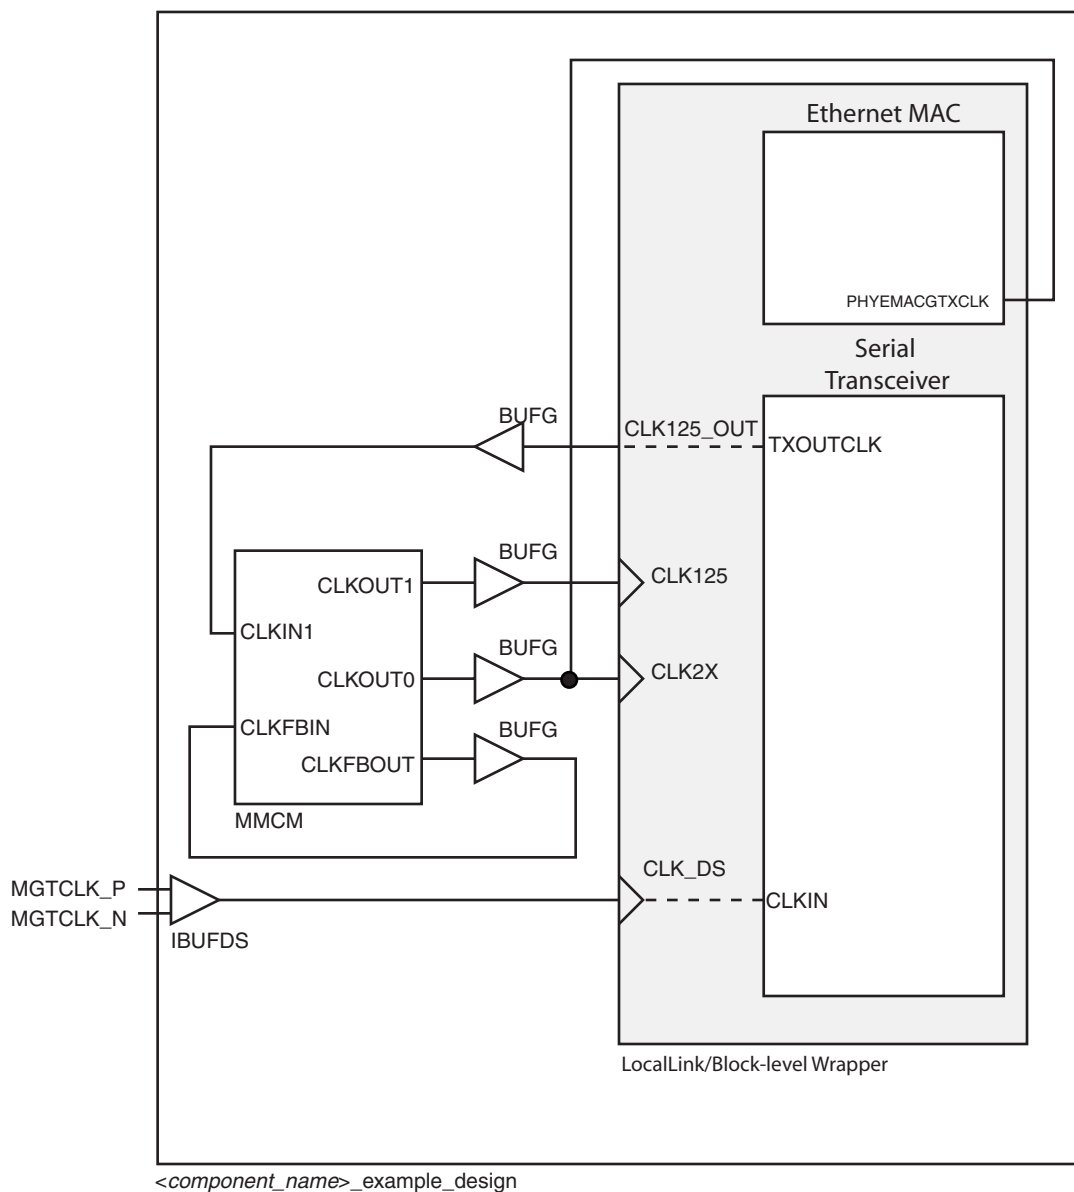 Ethernet MAC
PHYEMACGTXCLK
Serial
Transceiver
BUFG
CLK125_OUT
TXOUTCLK
BUFG
CLK125
CLKOUT1
CLKIN1
BUFG
CLKOUT0
CLK2X
CLKFBIN
BUFG
CLKFBOUT
MMCM
CLK_DS
MGTCLK_P
MGTCLK_N
CLKIN
IBUFDS
LocalLink/Block-level Wrapper
<component_name>_example_design